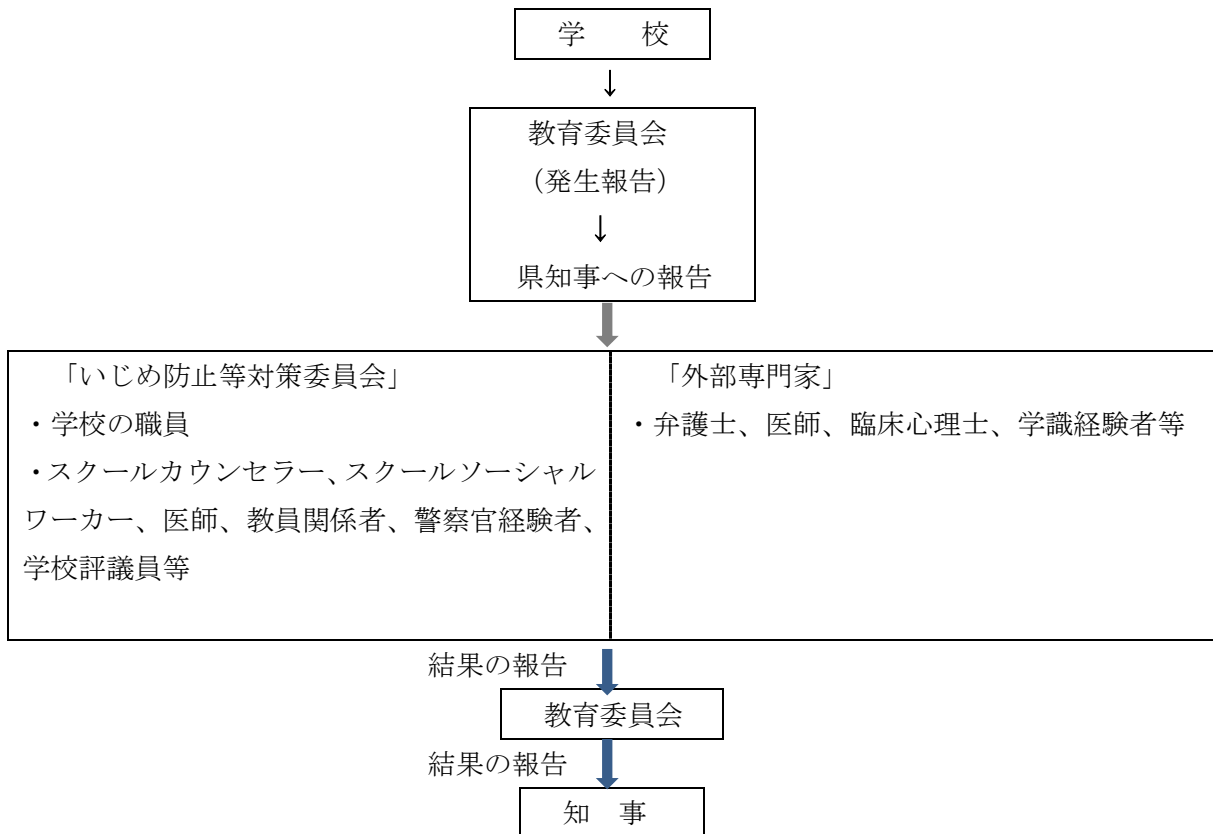 学　校
↓
教育委員会
（発生報告）
↓
県知事への報告
「いじめ防止等対策委員会」
・学校の職員
・スクールカウンセラー、スクールソーシャル
ワーカー、医師、教員関係者、警察官経験者、
学校評議員等
「外部専門家」
・弁護士、医師、臨床心理士、学識経験者等
結果の報告
教育委員会
結果の報告
知　事